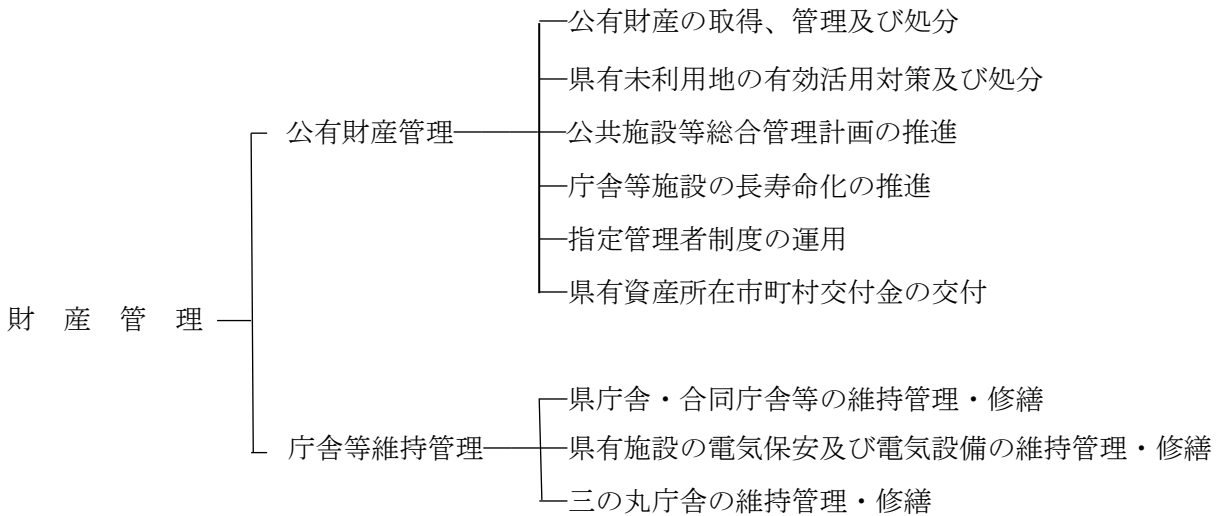 公有財産の取得、管理及び処分
県有未利用地の有効活用対策及び処分
公有財産管理
公共施設等総合管理計画の推進
庁舎等施設の長寿命化の推進
指定管理者制度の運用
県有資産所在市町村交付金の交付
財産管理
県庁舎・合同庁舎等の維持管理・修繕
庁舎等維持管理
県有施設の電気保安及び電気設備の維持管理・修繕
三の丸庁舎の維持管理・修繕